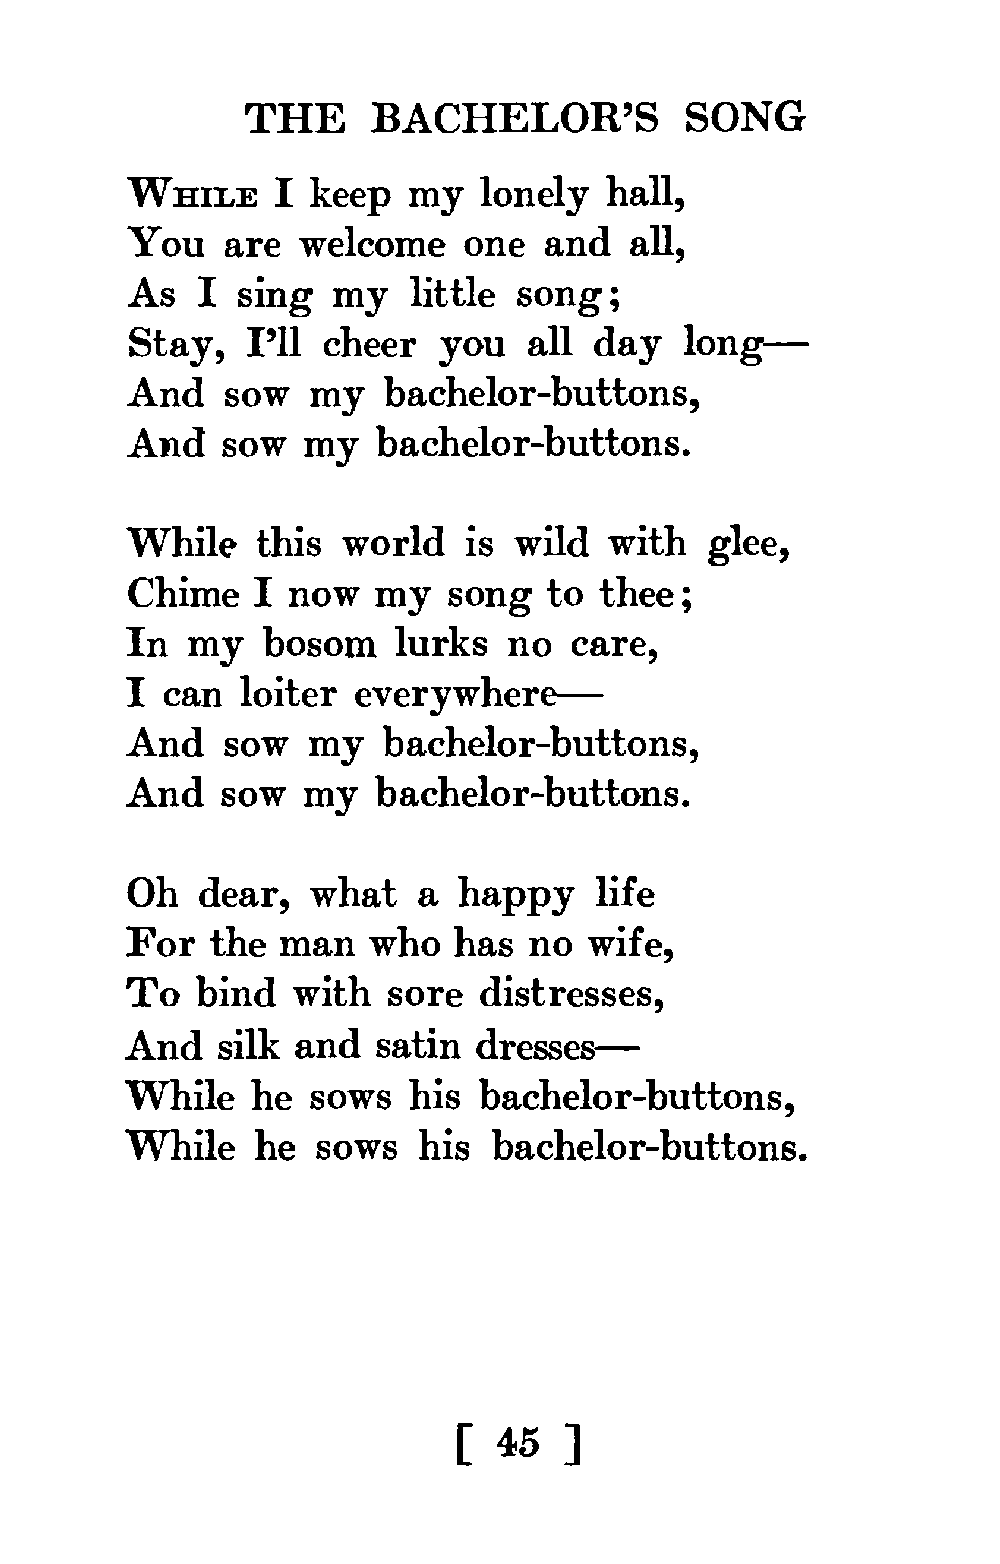 THE BACHELOR'S SONG
WHILE I keep my lonely hall,
You are welcome one and all,
As I sing my little song;
Stay, I'll cheer you all day long—
And sow my bachelor-buttons,
And sow my bachelor-buttons.
While this world is wild with glee,
Chime I now my song to thee;
In my bosom lurks no care,
I can loiter everywhere—
And sow my bachelor-buttons,
And sow my bachelor-buttons.
Oh dear, what a happy life
For the man who has no wife,
To bind with sore distresses,
And silk and satin dresses—
While he sows his bachelor-buttons,
While he sows his bachelor-buttons.
[ 45 ]